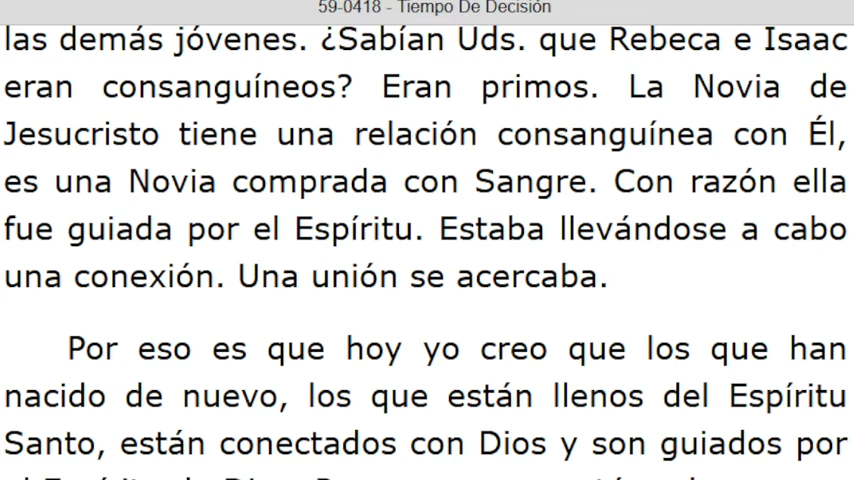 59-0418 - Tiempo De Decisión
las demás jóvenes. ¿Sabían Uds. que Rebeca e Isaac
eran consanguíneos? Eran primos. La Novia de
Jesucristo tiene una relación consanguínea con Él,
es una Novia comprada con Sangre. Con razón ella
fue guiada por el Espíritu. Estaba llevándose a cabo
una conexión. Una unión se acercaba.
Por eso es que hoy yo creo que los que han
nacido de nuevo, los que están llenos del Espíritu
Santo, están conectados con Dios y son guiados por